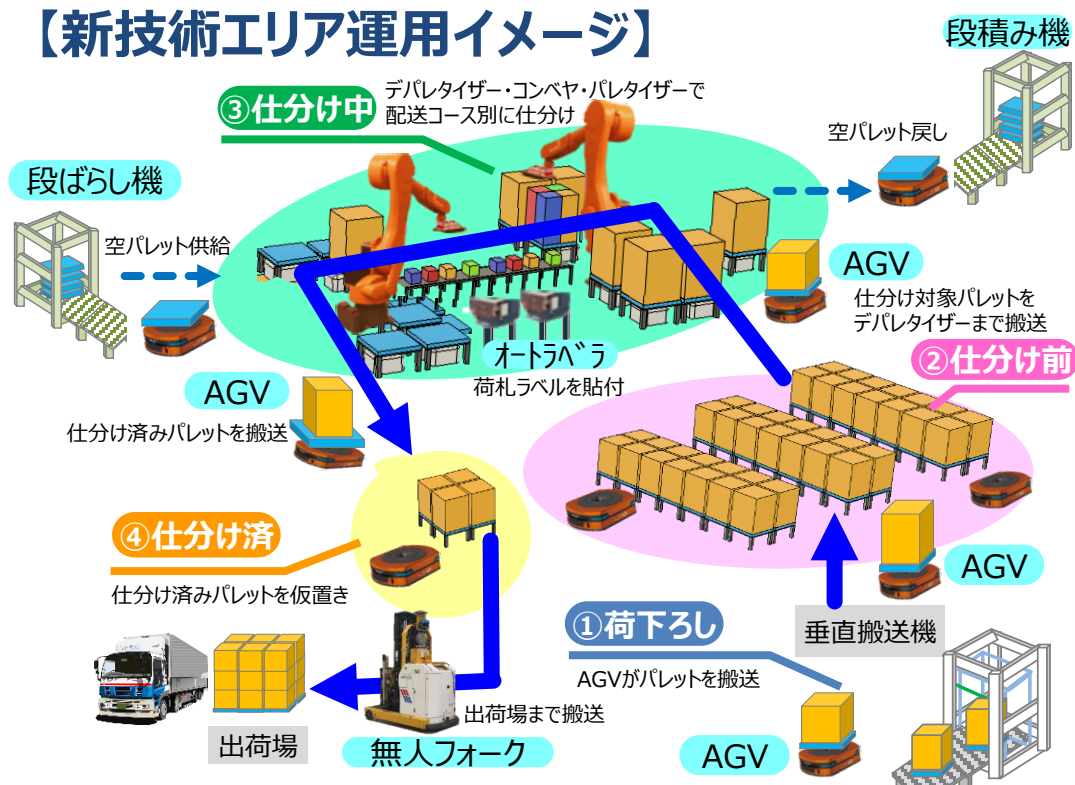 【新技術エリア運用イメージ】
段積み機
③仕分け中
デパレタイザー・コンベヤ・パレタイザーで
配送コース別に仕分け
空パレット戻し
段ばらし機
空パレット供給
AGV
仕分け対象パレットを
デパレタイザーまで搬送
オートラベラ
荷札ラベルを貼付
②仕分け前
AGV
仕分け済みパレットを搬送
④仕分け済
仕分け済みパレットを仮置き
AGV
①荷下ろし
垂直搬送機
AGVがパレットを搬送
出荷場まで搬送
出荷場
無人フォーク
AGV